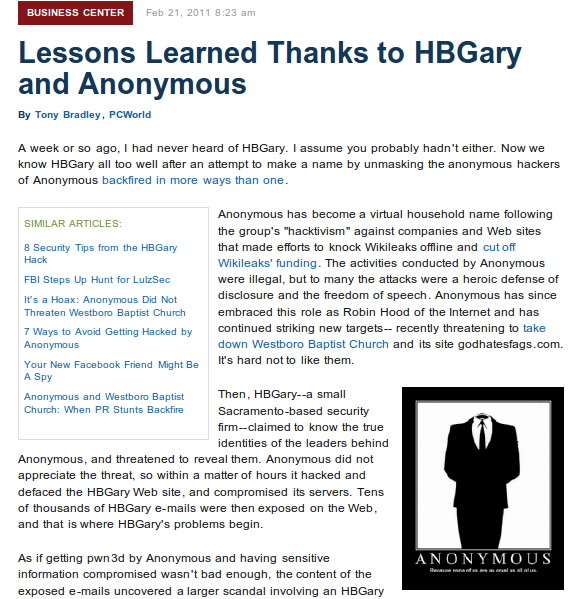 BUSINESS CENTER Feb 21, 2011 8:23 am
Lessons Learned Thanks to HBGary
and Anonymous
By Tony Bradley, PCWorld
A week or so ago, I had never heard of HBGary. I assume you probably hadn't either. Now we
know HBGary all too well after an attempt to make a name by unmasking the anonymous hackers
of Anonymous backfired in more ways than one.
SIMILAR ARTICLES:
8 Security Tips from the HBGary
Hack
FBI Steps Up Hunt for LulzSec
It's a Hoax: Anonymous Did Not
Threaten Westboro Baptist Church
7 Ways to Avoid Getting Hacked by
Anonymous
Your New Facebook Friend Might Be
A Spy
Anonymous and Westboro Baptist
Church: When PR Stunts Backfire
Anonymous has become a virtual household name following
the group's "hacktivism" against companies and Web sites
that made efforts to knock Wikileaks offline and cut off
Wikileaks' funding. The activities conducted by Anonymous
were illegal, but to many the attacks were a heroic defense of
disclosure and the freedom of speech. Anonymous has since
embraced this role as Robin Hood of the Internet and has
continued striking new targets-- recently threatening to take
down Westboro Baptist Church and its site godhatesfags.com.
It's hard not to like them.
Then, HBGary--a small
Sacramento-based security
firm--claimed to know the true
identities of the leaders behind
Anonymous, and threatened to reveal them. Anonymous did not
appreciate the threat, so within a matter of hours it hacked and
defaced the HBGary Web site, and compromised its servers. Tens
of thousands of HBGary e-mails were then exposed on the Web,
and that is where HBGary's problems begin.
ANONYMOUS
Because none of us are as cruel as all of us.
As if getting pwn3d by Anonymous and having sensitive
information compromised wasn't bad enough, the content of the
exposed e-mails uncovered a larger scandal involving an HBGary